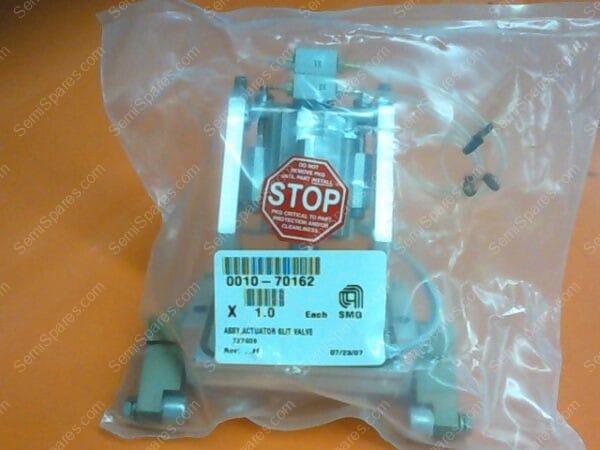 DO NOT
REMOVE PKG
UNTIL PART INSTALL
STOP
PKG CRITICAL TO PART
PROTECTION AND/OR
CLEANLINESS
0010-70162
X 1.0 Each SMG
ASSY,ACTUATOR SLIT VALVE
Rev: 07/23/07
SemiSpares.com